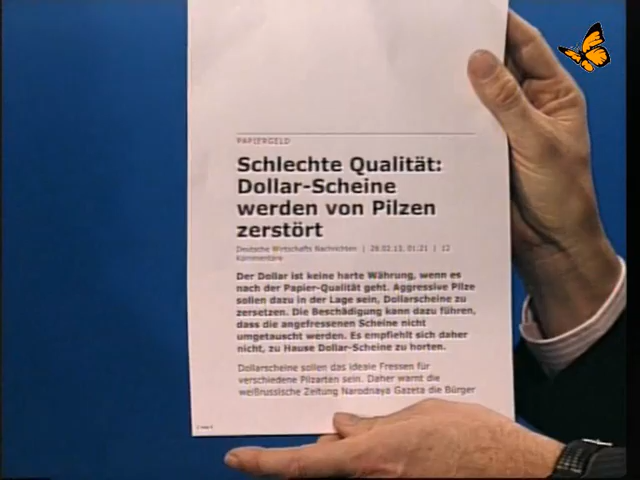 PAPIERGELD
Schlechte Qualität:
Dollar-Scheine
werden von Pilzen
zerstört
Deutsche Wirtschafts Nachrichten | 28.02.13, 01:21 | 12
Kommentare
Der Dollar ist keine harte Währung, wenn es
nach der Papier-Qualität geht. Aggressive Pilze
sollen dazu in der Lage sein, Dollarscheine zu
zersetzen. Die Beschädigung kann dazu führen,
dass die angefressenen Scheine nicht
umgetauscht werden. Es empfiehlt sich daher
nicht, zu Hause Dollar-Scheine zu horten.
Dollarscheine sollen das ideale Fressen für
verschiedene Pilzarten sein. Daher warnt die
weißrussische Zeitung Narodnaya Gazeta die Bürger